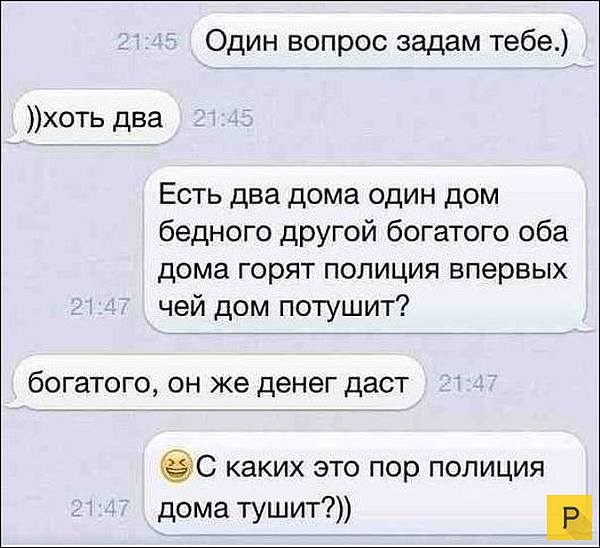 21:45 Один вопрос задам тебе.)
))хоть два 21:45
Есть два дома один дом
бедного другой богатого оба
дома горят полиция впервых
21:47 чей дом потушит?
богатого, он же денег даст 21:47
😆С каких это пор полиция
21:47 дома тушит?))
P